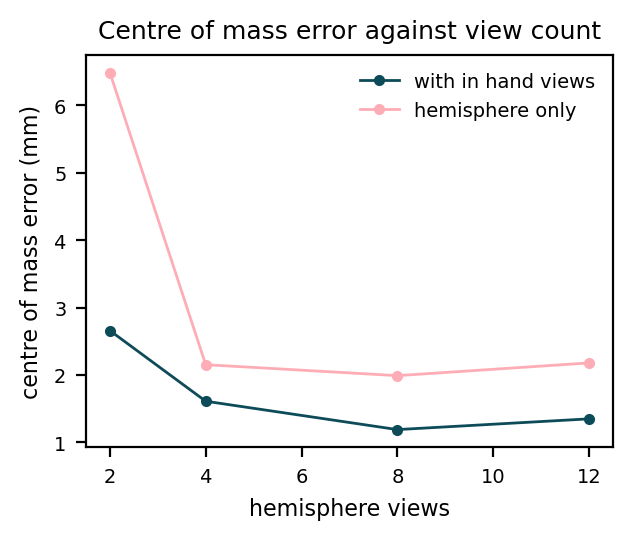 Centre of mass error against view count
with in hand views
hemisphere only
centre of mass error (mm)
6
5
4
3
2
1
2 4 6 8 10 12
hemisphere views